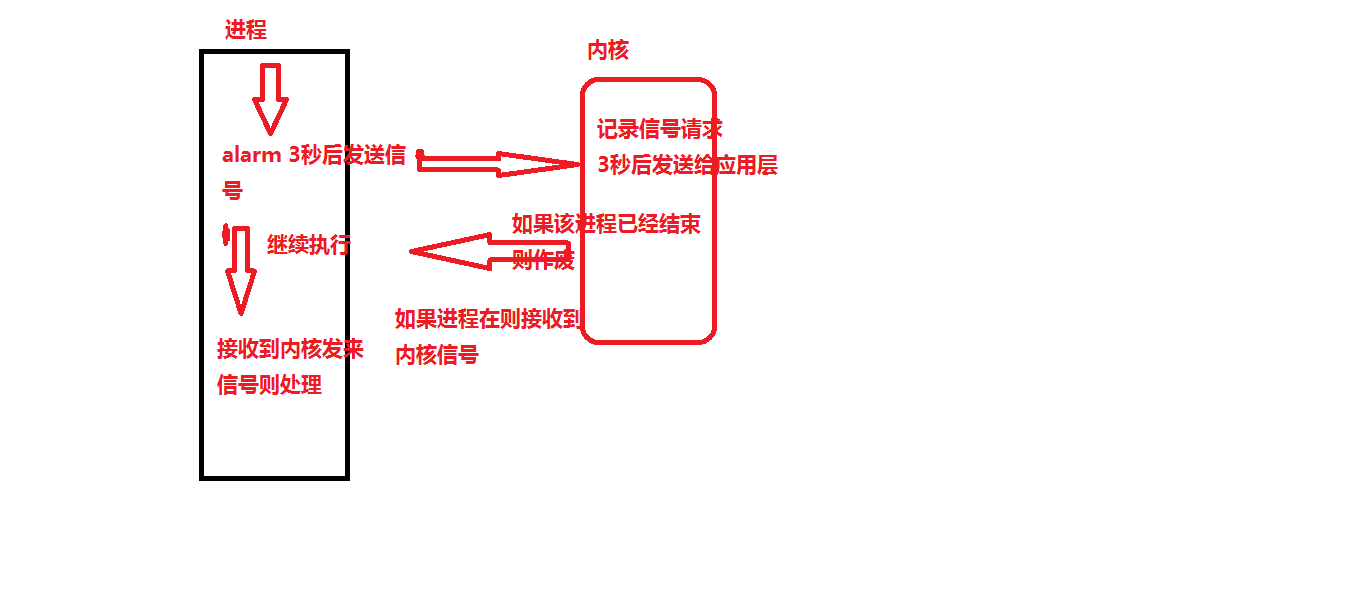 进程
内核
记录信号请求
3秒后发送给应用层
alarm 3秒后发送信
号
如果该进程已经结束
则作废
继续执行
如果进程在则接收到
内核信号
接收到内核发来
信号则处理